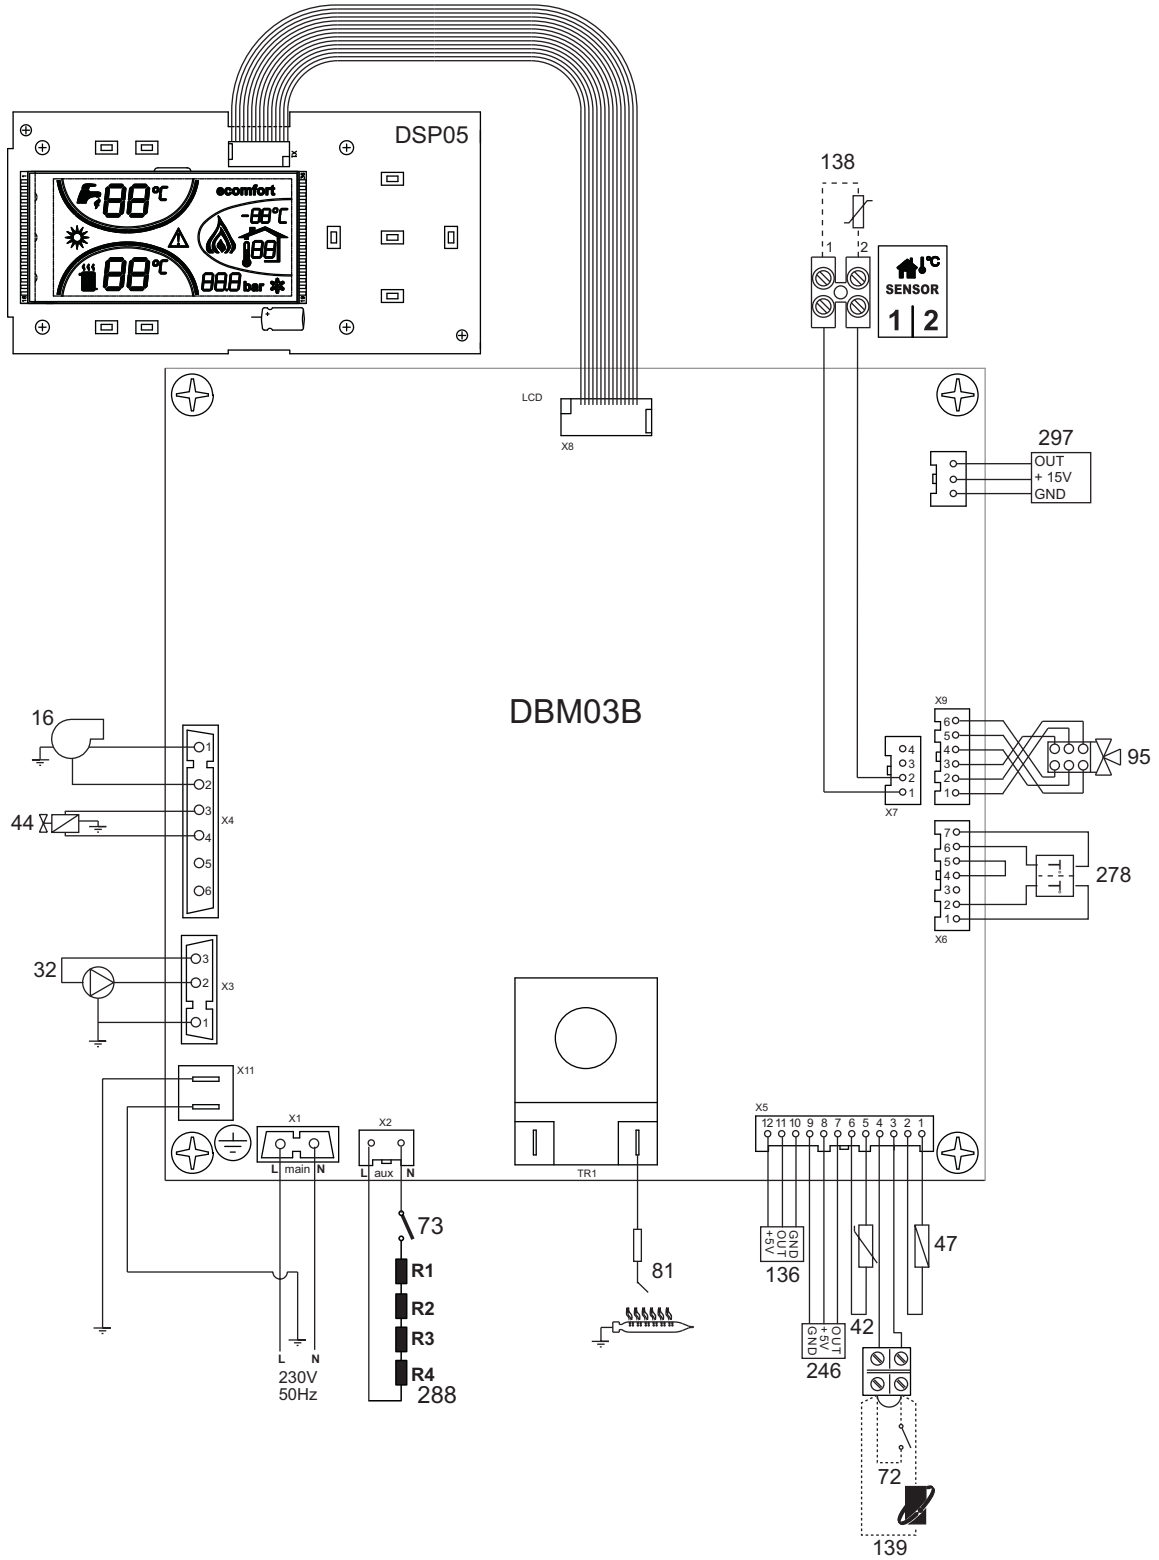 DSP05
X1
88°C
ecomfort
-88°C
88
88°C
88.8 bar
138
1 2
°C
SENSOR
1 2
LCD
X8
297
OUT
+ 15V
GND
DBM03B
16
1
2
3
4
5
6
X4
44
X9
6
5
4
3
2
1
95
4
3
2
1
X7
7
6
5
4
3
2
1
X6
278
32
3
2
1
X3
X11
X1
L main N
X2
L aux N
TR1
X5
12 11 10 9 8 7 6 5 4 3 2 1
73
R1
R2
R3
R4
288
L N
230V
50Hz
81
+5V
OUT
GND
136
GND
+5V
OUT
246
42
47
72
139